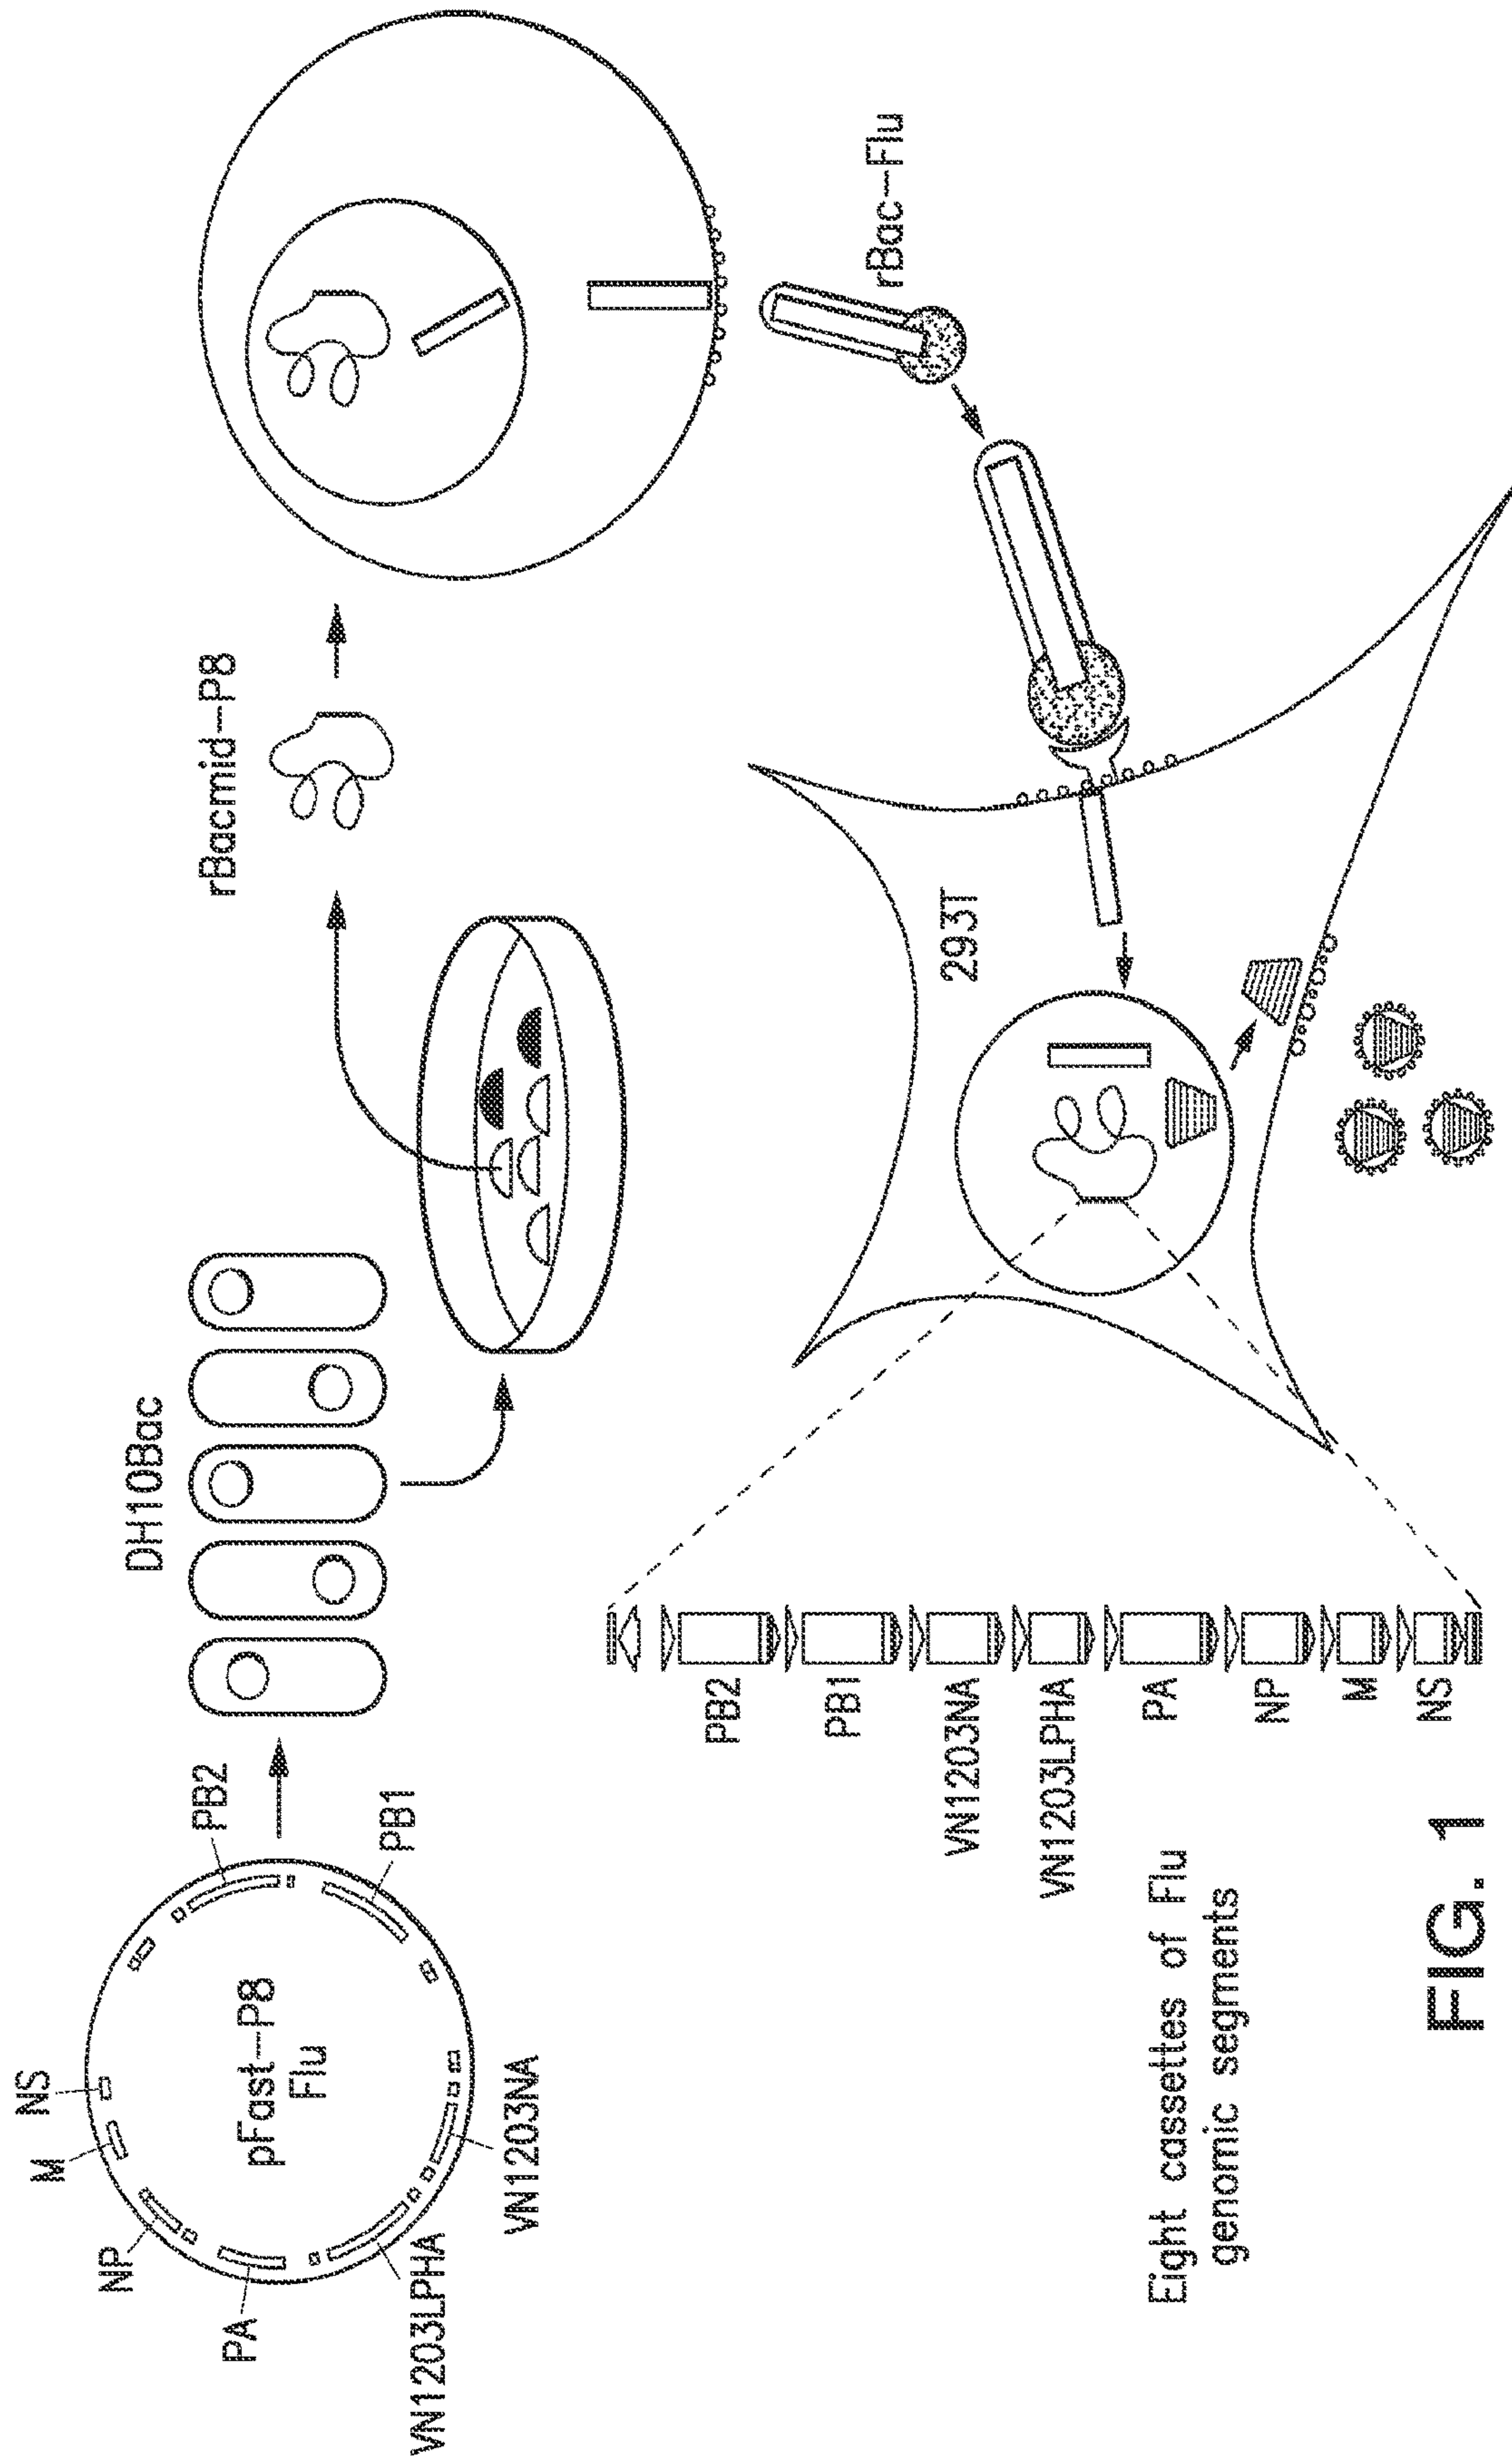 NS
M
NP
PA
pFast–P8
Flu
PB2
PB1
VN1203LPHA
VN1203NA
DH10Bac
rBacmid–P8
rBac–Flu
293T
PB2
PB1
VN1203NA
VN1203LPHA
PA
NP
M
NS
Eight cassettes of Flu
genomic segments
FIG. 1